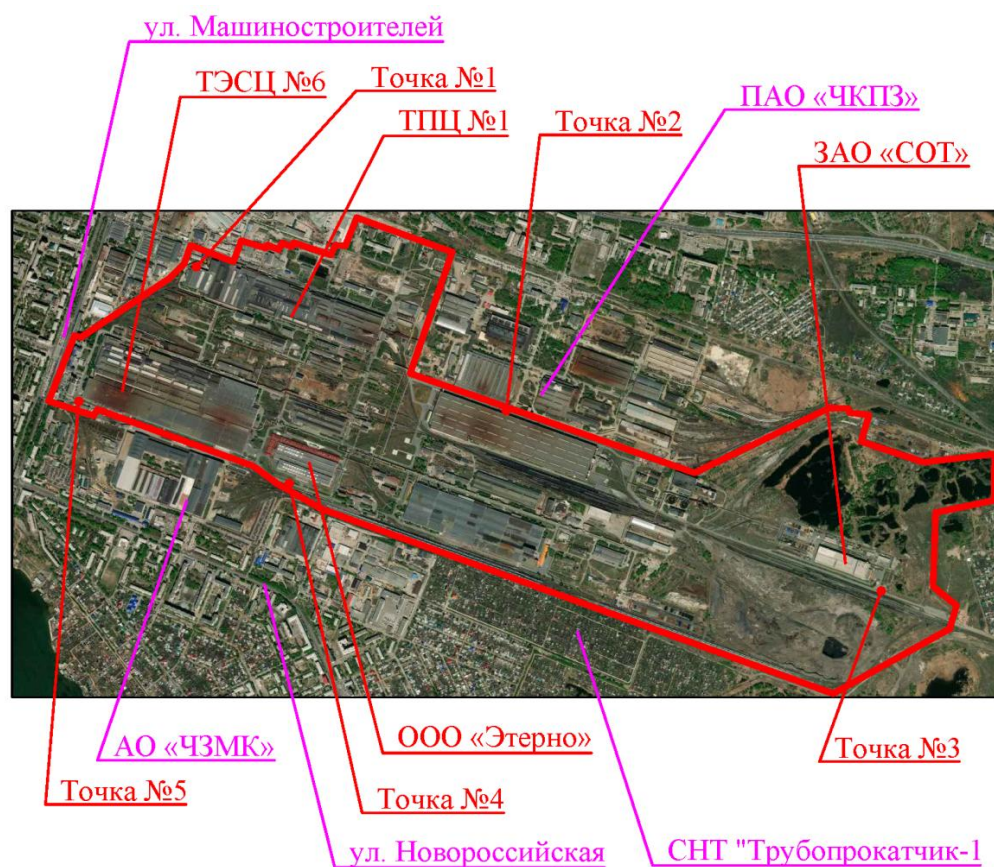 ул. Машиностроителей
ТЭСЦ №6
Точка №1
ТПЦ №1
Точка №2
ПАО «ЧКПЗ»
ЗАО «СОТ»
АО «ЧЗМК»
ООО «Этерно»
Точка №3
Точка №5
Точка №4
ул. Новороссийская
СНТ "Трубопрокатчик-1